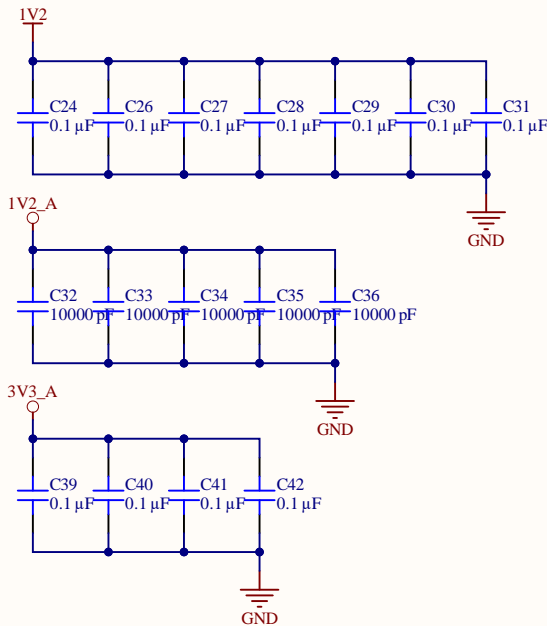 1V2
C24 C26 C27 C28 C29 C30 C31
0.1 µF 0.1 µF 0.1 µF 0.1 µF 0.1 µF 0.1 µF 0.1 µF
GND
1V2_A
C32 C33 C34 C35 C36
10000 pF 10000 pF 10000 pF 10000 pF 10000 pF
GND
3V3_A
C39 C40 C41 C42
0.1 µF 0.1 µF 0.1 µF 0.1 µF
GND